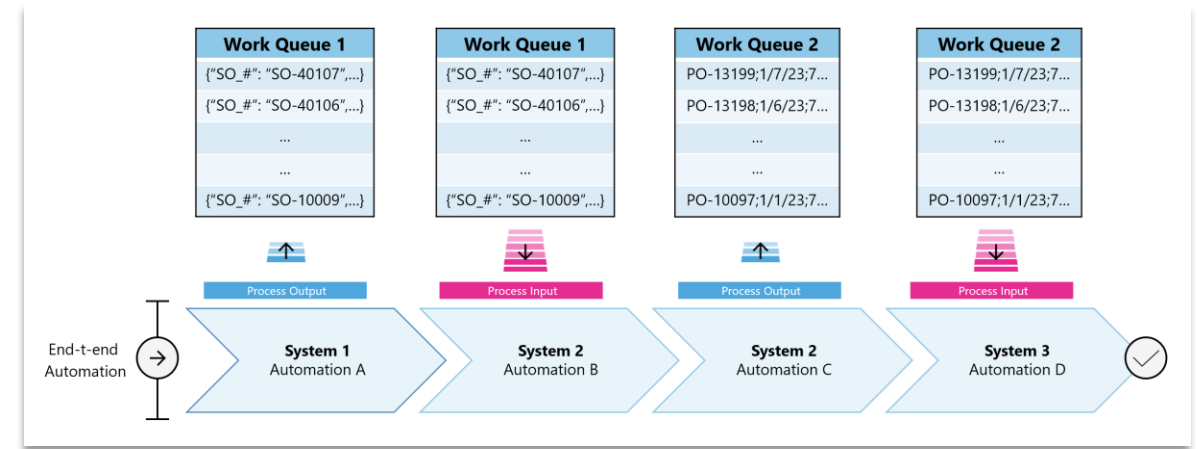 Work Queue 1
{"SO_#": "SO-40107",...}
{"SO_#": "SO-40106",...}
...
...
{"SO_#": "SO-10009",...}
Work Queue 1
{"SO_#": "SO-40107",...}
{"SO_#": "SO-40106",...}
...
...
{"SO_#": "SO-10009",...}
Work Queue 2
PO-13199;1/7/23;7...
PO-13198;1/6/23;7...
...
...
PO-10097;1/1/23;7...
Work Queue 2
PO-13199;1/7/23;7...
PO-13198;1/6/23;7...
...
...
PO-10097;1/1/23;7...
Process Output
Process Input
Process Output
Process Input
End-t-end
Automation
System 1
Automation A
System 2
Automation B
System 2
Automation C
System 3
Automation D